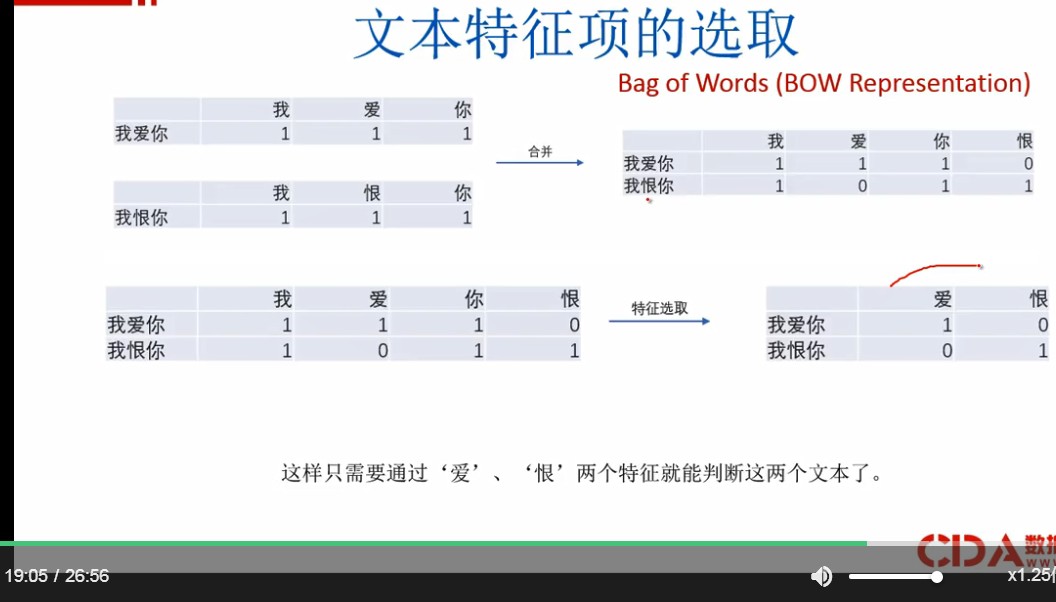 文本特征项的选取
Bag of Words (BOW Representation)
我 爱 你
我爱你 1 1 1
合并
我 爱 你 恨
我爱你 1 1 1 0
我恨你 1 0 1 1
我 恨 你
我恨你 1 1 1
我 爱 你 恨
我爱你 1 1 1 0
我恨你 1 0 1 1
特征选取
爱 恨
我爱你 1 0
我恨你 0 1
这样只需要通过‘爱’、‘恨’两个特征就能判断这两个文本了。
CDA 数据
www
19:05 / 26:56
x1.25